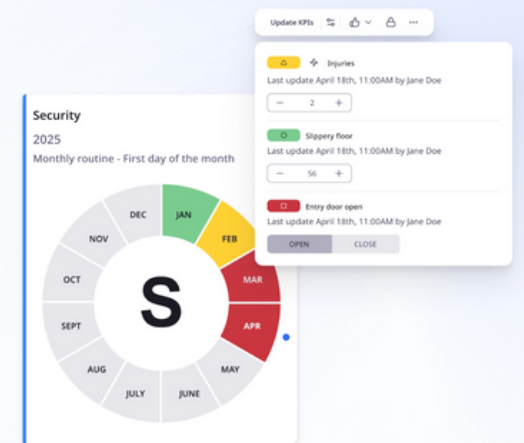 Update KPIs
Injuries
Last update April 18th, 11:00AM by Jane Doe
− 2 +
Slippery floor
Last update April 18th, 11:00AM by Jane Doe
− 56 +
Entry door open
Last update April 18th, 11:00AM by Jane Doe
OPEN CLOSE
Security
2025
Monthly routine - First day of the month
JAN
FEB
MAR
APR
MAY
JUNE
JULY
AUG
SEPT
OCT
NOV
DEC
S